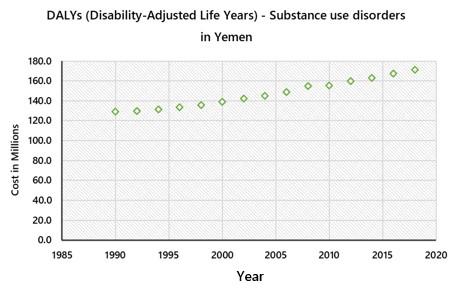 DALYs (Disability-Adjusted Life Years) - Substance use disorders
in Yemen
Cost in Millions
180.0
160.0
140.0
120.0
100.0
80.0
60.0
40.0
20.0
0.0
1985 1990 1995 2000 2005 2010 2015 2020
Year